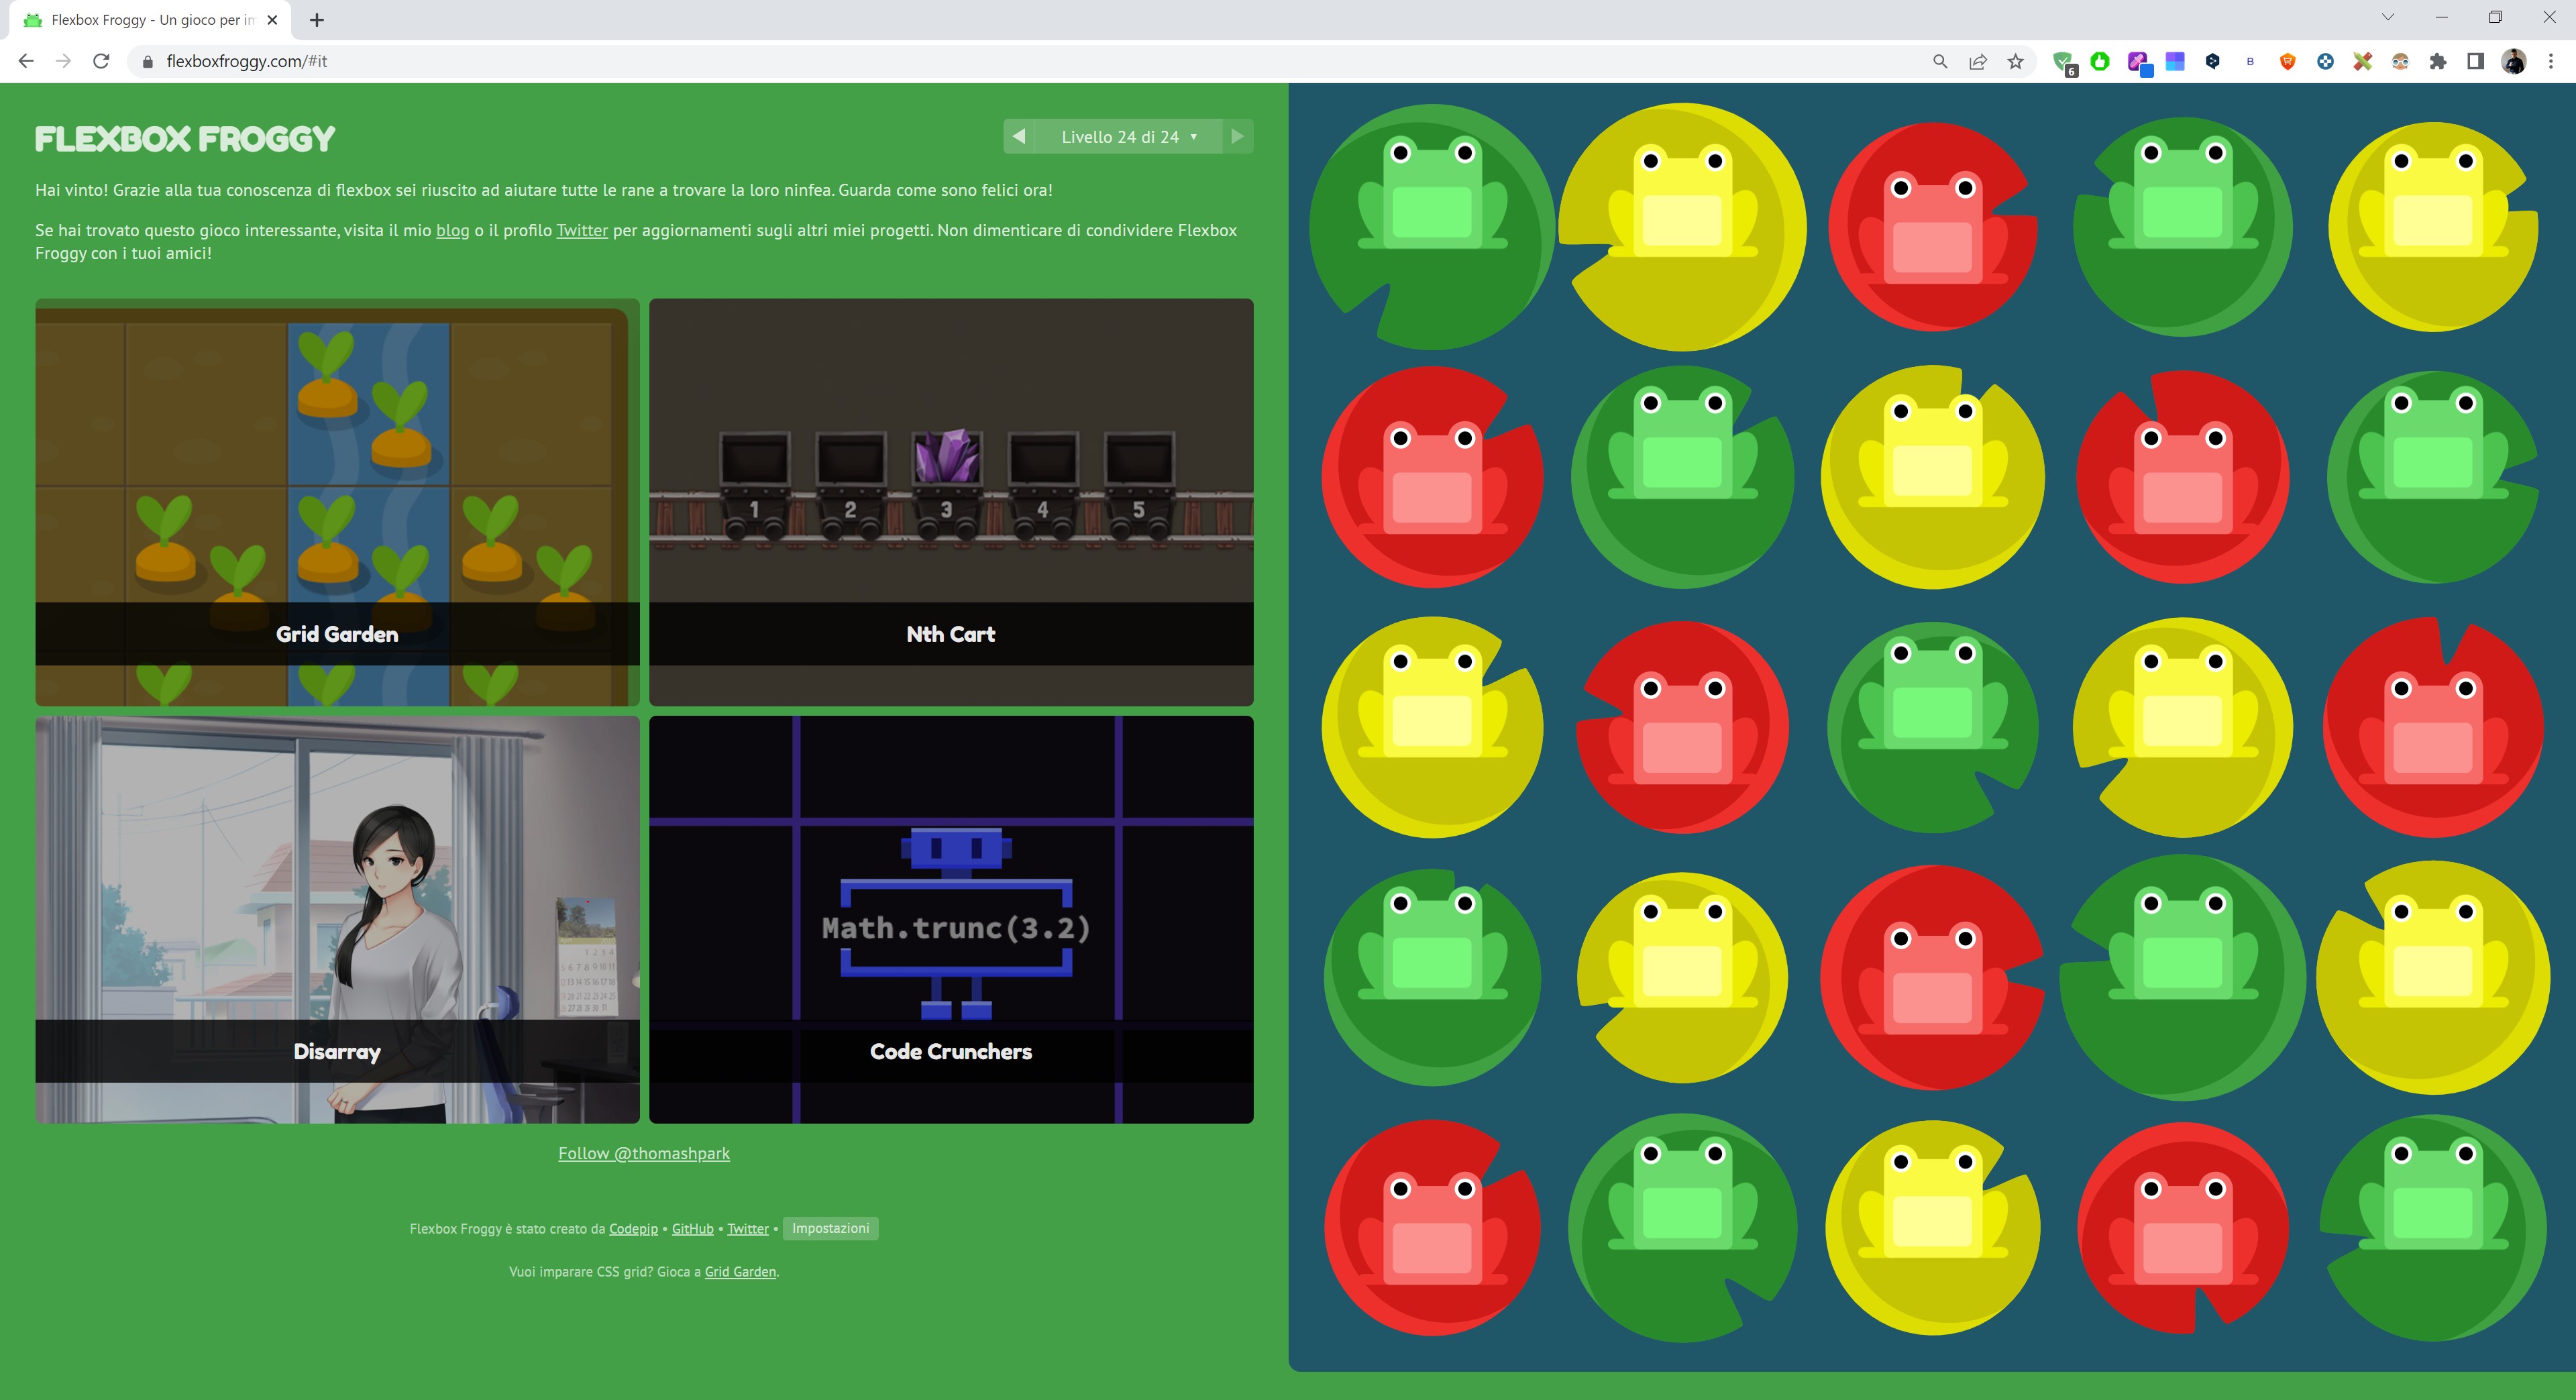 Flexbox Froggy - Un gioco per in
flexboxfroggy.com/#it
6
B
FLEXBOX FROGGY
Livello 24 di 24
Hai vinto! Grazie alla tua conoscenza di flexbox sei riuscito ad aiutare tutte le rane a trovare la loro ninfea. Guarda come sono felici ora!
Se hai trovato questo gioco interessante, visita il mio blog o il profilo Twitter per aggiornamenti sugli altri miei progetti. Non dimenticare di condividere Flexbox
Froggy con i tuoi amici!
1 2 3 4 5
Grid Garden
Nth Cart
Math.trunc(3.2)
Disarray
Code Crunchers
Follow @thomashpark
Flexbox Froggy è stato creato da Codepip • GitHub • Twitter • Impostazioni
Vuoi imparare CSS grid? Gioca a Grid Garden.